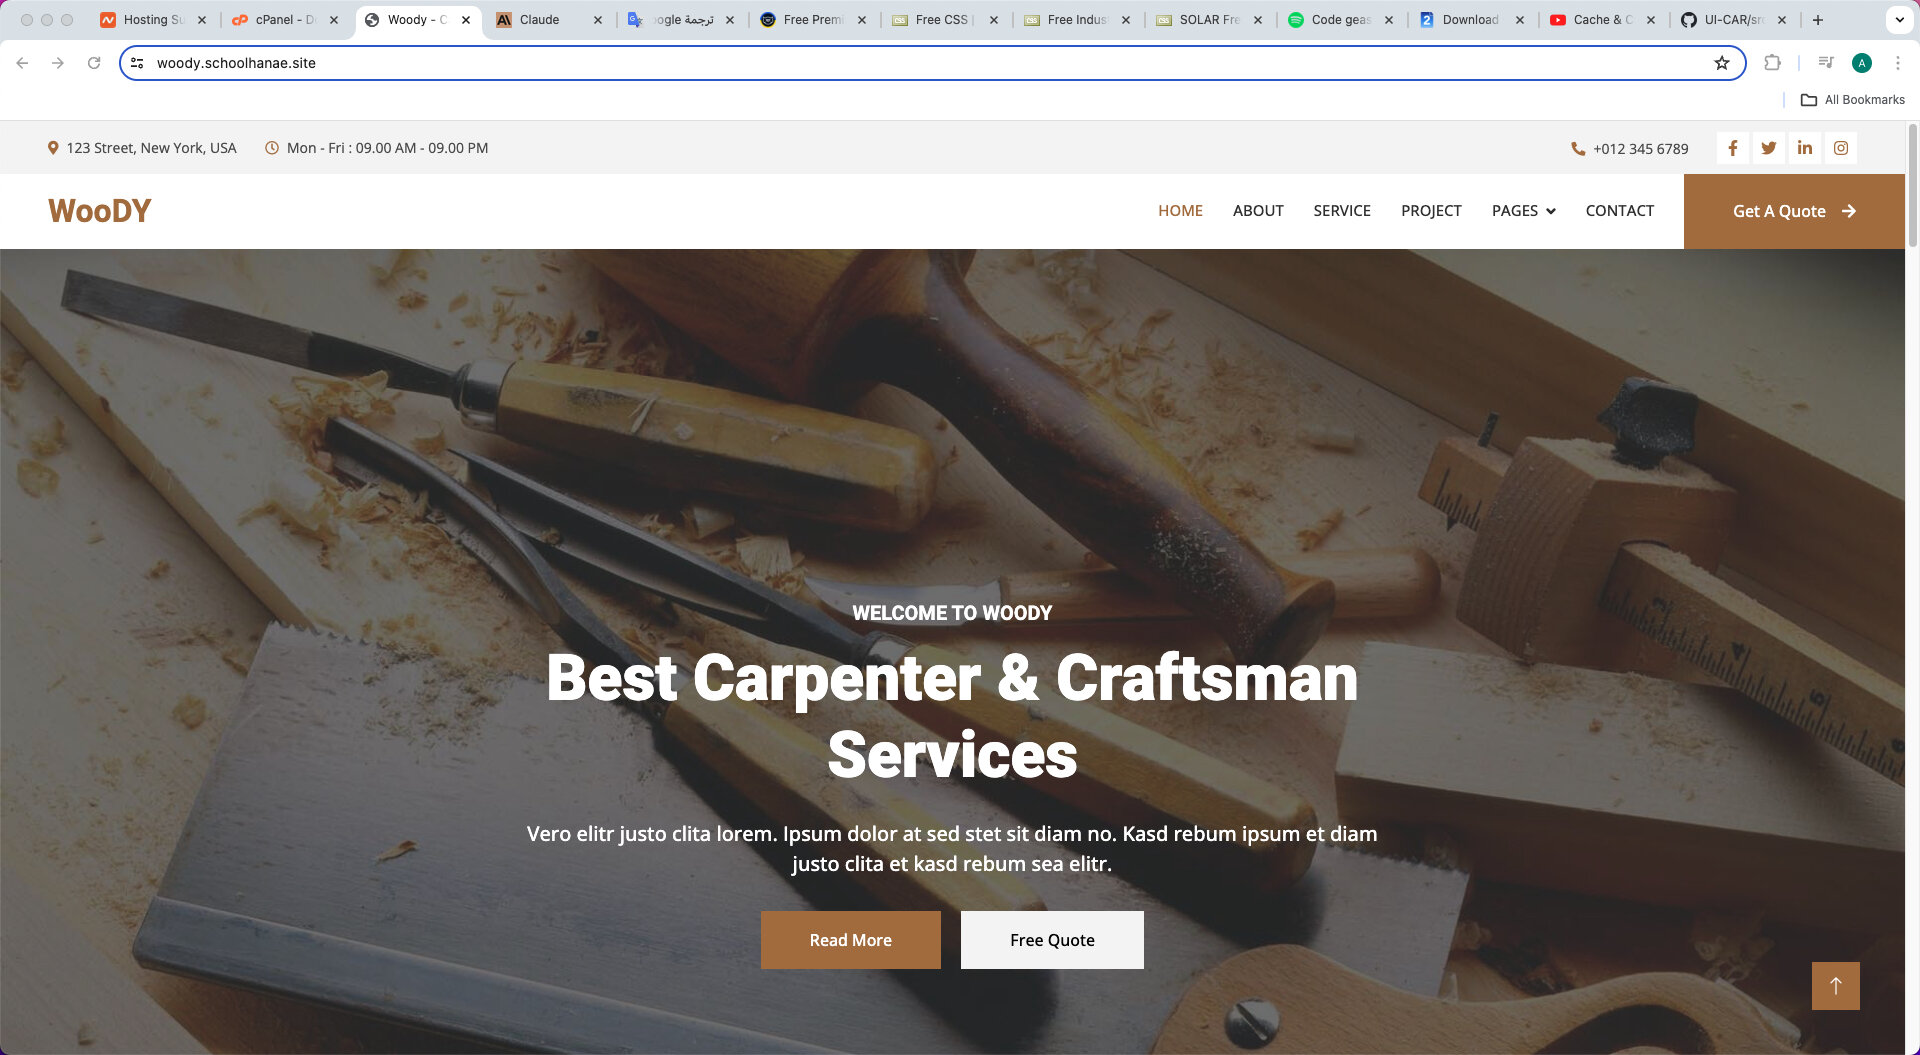 Hosting Su
cPanel - D
Woody - C
Claude
ترجمة oogle
Free Premi
Free CSS |
Free Indus
SOLAR Fre
Code geas
Download
Cache & C
UI-CAR/src
woody.schoolhanae.site
A
All Bookmarks
123 Street, New York, USA
Mon - Fri : 09.00 AM - 09.00 PM
+012 345 6789
WooDY
HOME
ABOUT
SERVICE
PROJECT
PAGES
CONTACT
Get A Quote
WELCOME TO WOODY
Best Carpenter & Craftsman
Services
Vero elitr justo clita lorem. Ipsum dolor at sed stet sit diam no. Kasd rebum ipsum et diam
justo clita et kasd rebum sea elitr.
Read More
Free Quote